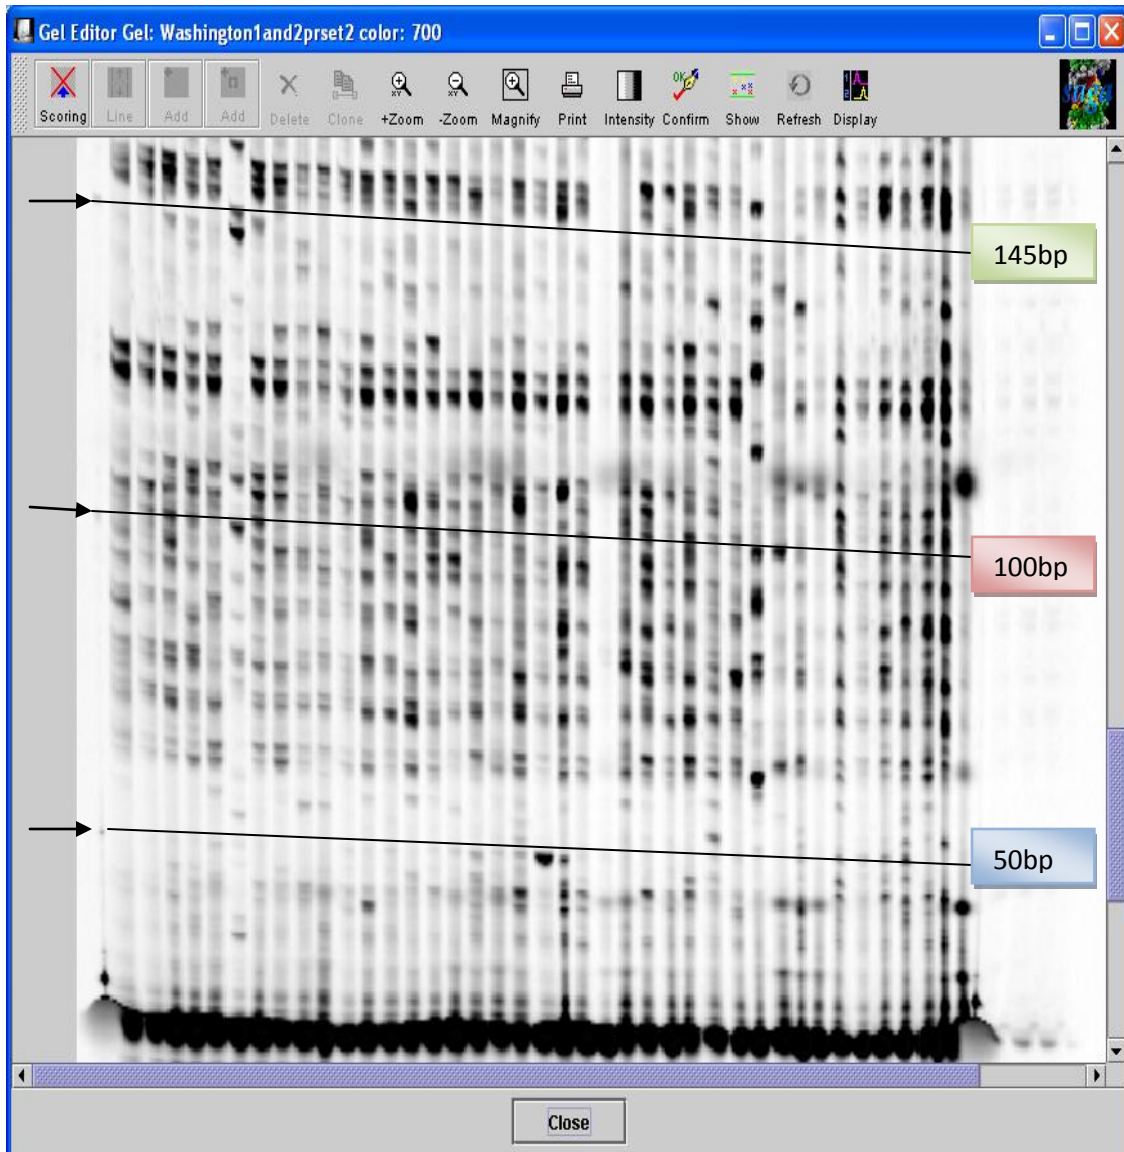 Gel Editor Gel: Washington1and2prset2 color: 700
Scoring Line Add Add Delete Clone +Zoom -Zoom Magnify Print Intensity Confirm Show Refresh Display
145bp
100bp
50bp
Close